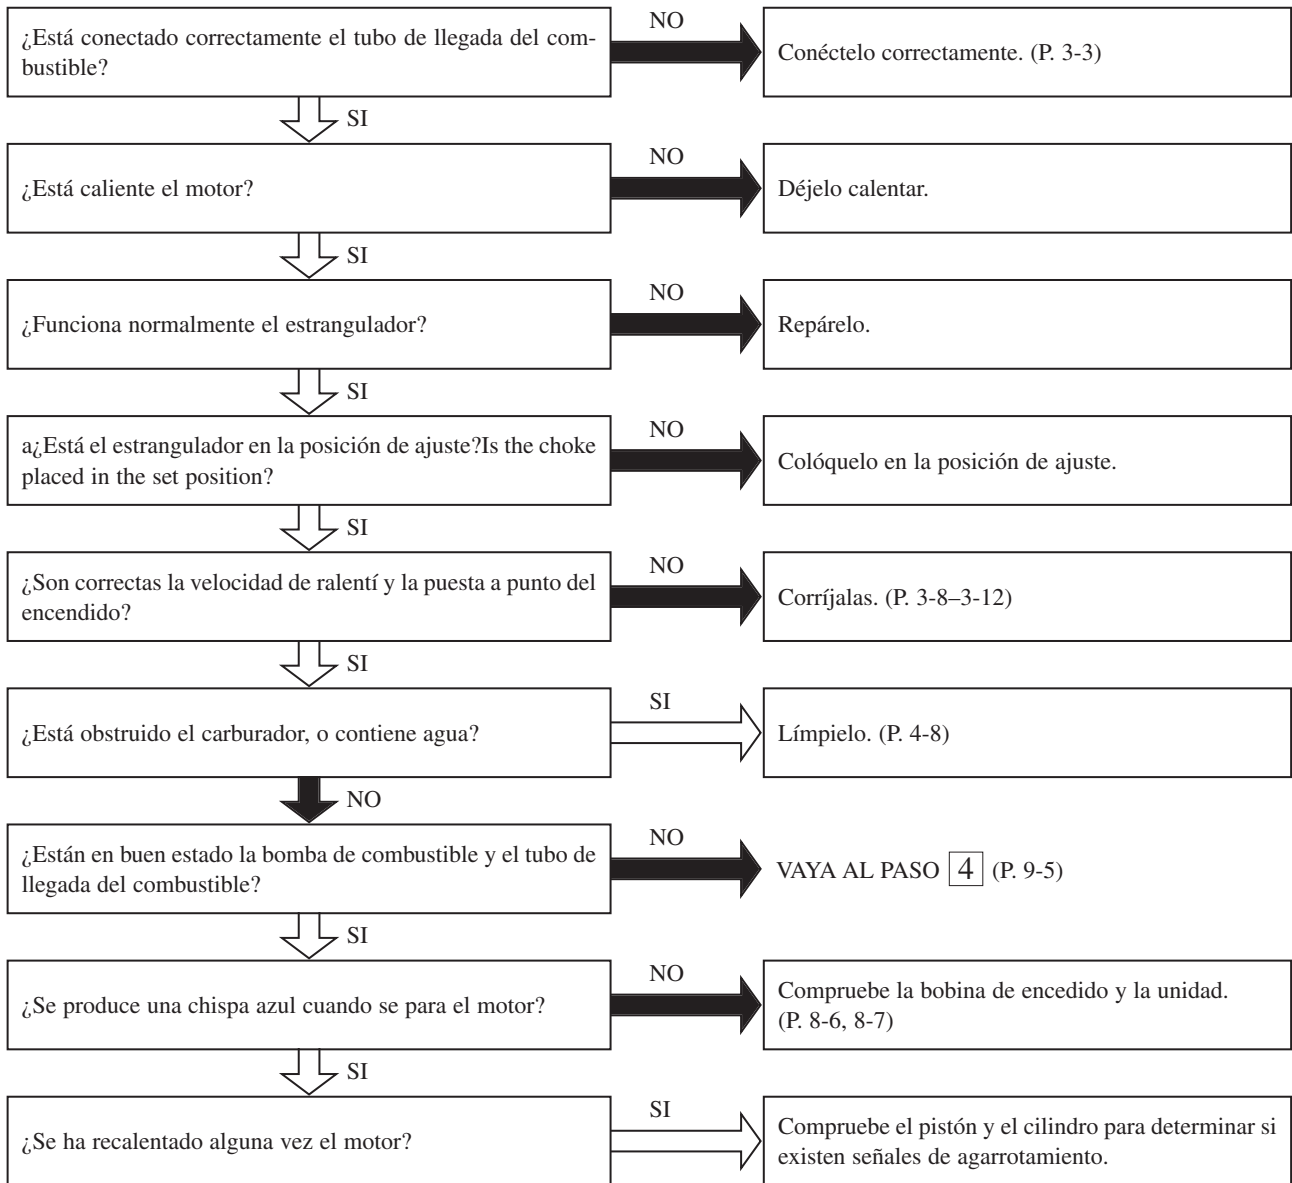 ¿Está conectado correctamente el tubo de llegada del com-
bustible?
NO
Conéctelo correctamente. (P. 3-3)
SI
¿Está caliente el motor?
NO
Déjelo calentar.
SI
¿Funciona normalmente el estrangulador?
NO
Repárelo.
SI
a¿Está el estrangulador en la posición de ajuste?Is the choke
placed in the set position?
NO
Colóquelo en la posición de ajuste.
SI
¿Son correctas la velocidad de ralentí y la puesta a punto del
encendido?
NO
Corríjalas. (P. 3-8–3-12)
SI
¿Está obstruido el carburador, o contiene agua?
SI
Límpielo. (P. 4-8)
NO
¿Están en buen estado la bomba de combustible y el tubo de
llegada del combustible?
NO
VAYA AL PASO 4 (P. 9-5)
SI
¿Se produce una chispa azul cuando se para el motor?
NO
Compruebe la bobina de encedido y la unidad.
(P. 8-6, 8-7)
SI
¿Se ha recalentado alguna vez el motor?
SI
Compruebe el pistón y el cilindro para determinar si
existen señales de agarrotamiento.